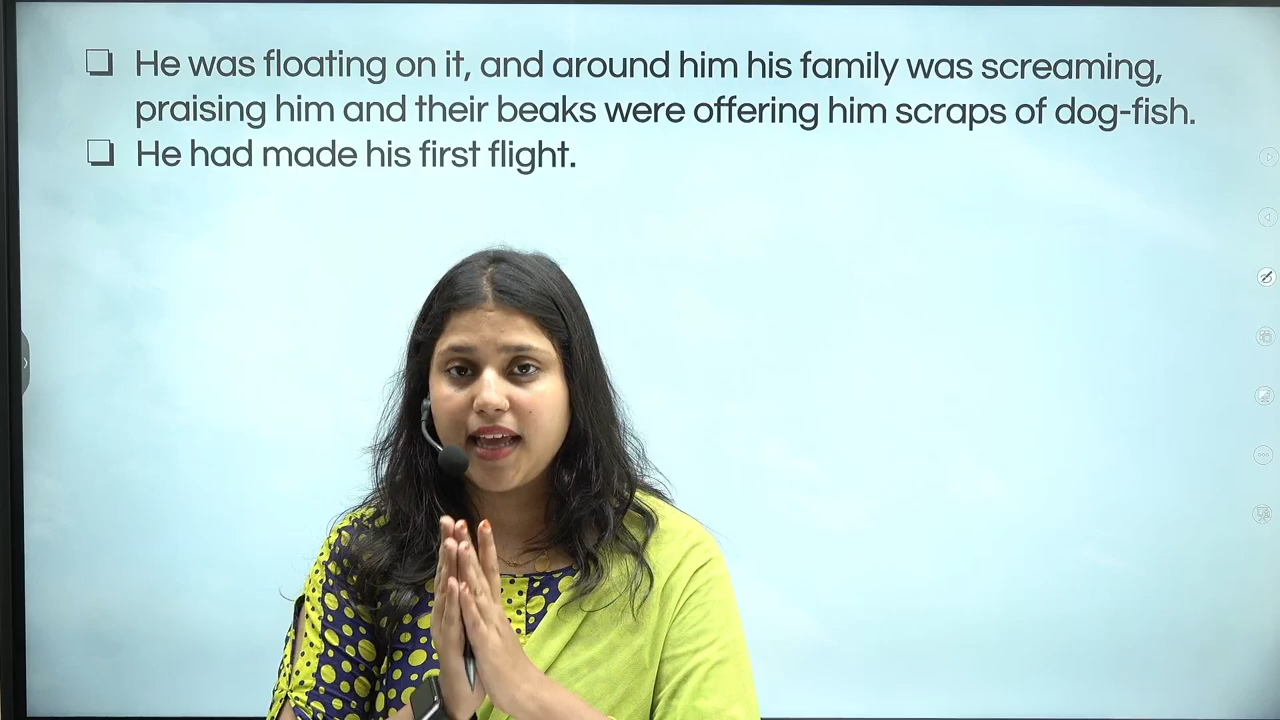 He was floating on it, and around him his family was screaming,
praising him and their beaks were offering him scraps of dog-fish.
He had made his first flight.